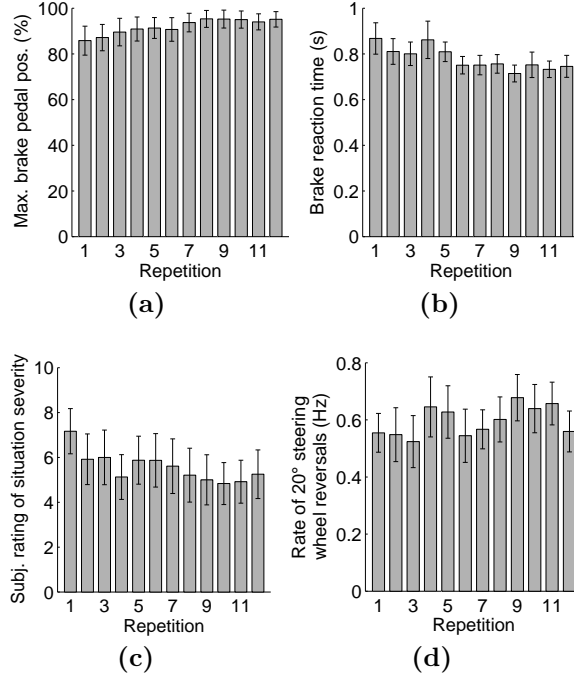 Max. brake pedal pos. (%)
100
80
60
40
20
0
1 3 5 7 9 11
Repetition
(a)
Brake reaction time (s)
1
0.8
0.6
0.4
0.2
0
1 3 5 7 9 11
Repetition
(b)
Subj. rating of situation severity
10
8
6
4
2
0
1 3 5 7 9 11
Repetition
(c)
Rate of 20° steering
wheel reversals (Hz)
0.8
0.6
0.4
0.2
0
1 3 5 7 9 11
Repetition
(d)